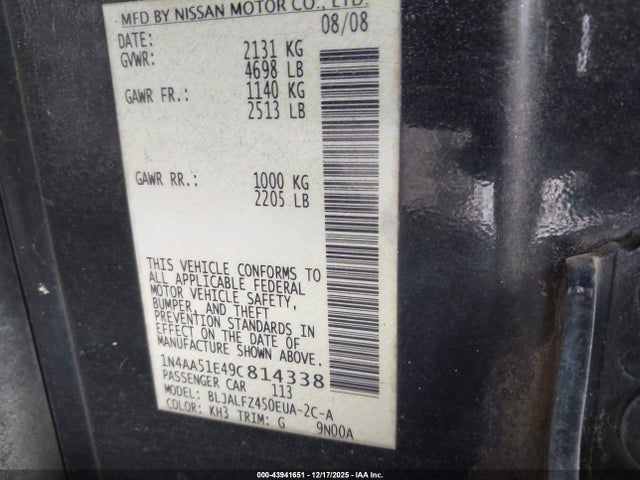 MFD BY NISSAN MOTOR CO., LTD.
DATE: 08/08
GVWR: 2131 KG
4698 LB
GAWR FR.: 1140 KG
2513 LB
GAWR RR.: 1000 KG
2205 LB
THIS VEHICLE CONFORMS TO
ALL APPLICABLE FEDERAL
MOTOR VEHICLE SAFETY,
BUMPER, AND THEFT
PREVENTION STANDARDS IN
EFFECT ON THE DATE OF
MANUFACTURE SHOWN ABOVE.
1N4AA51E49C814338
PASSENGER CAR 113
MODEL: BLJALFZ450EUA-2C-A
COLOR: KH3 TRIM: G 9N00A
000-43941651 - 12/17/2025 - IAA Inc.